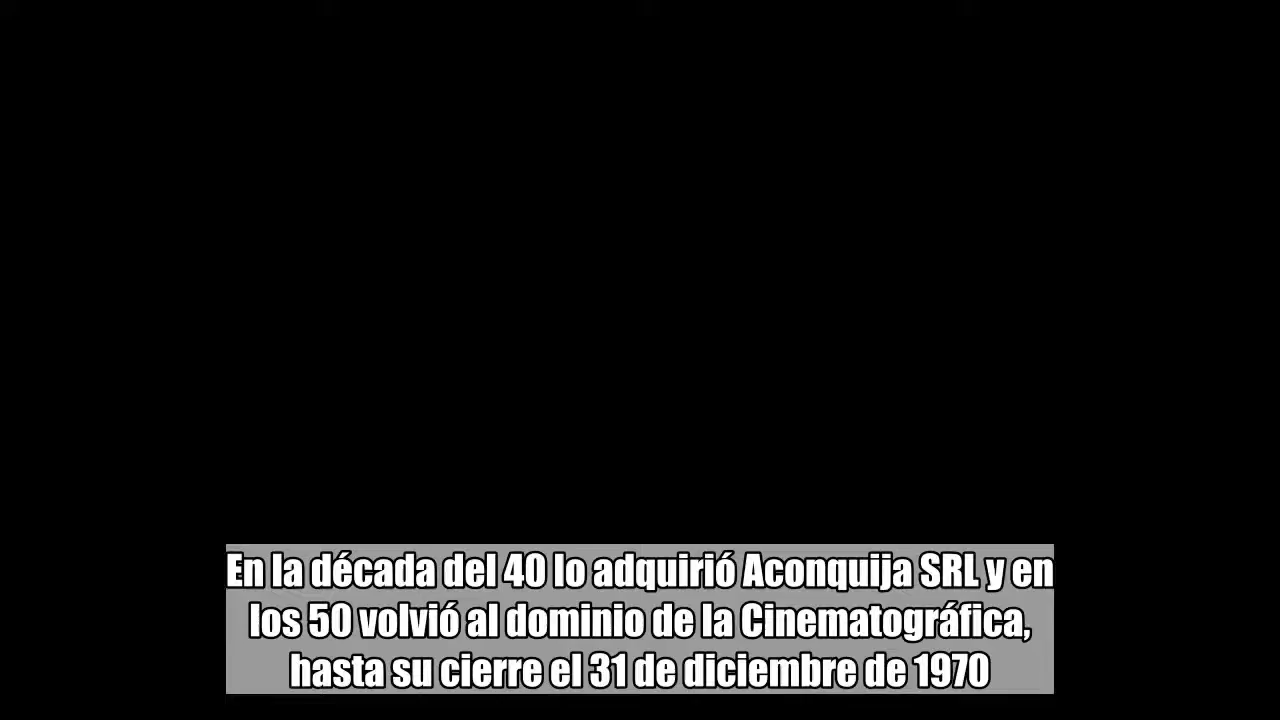 En la década del 40 lo adquirió Aconquija SRL y en
los 50 volvió al dominio de la Cinematográfica,
hasta su cierre el 31 de diciembre de 1970